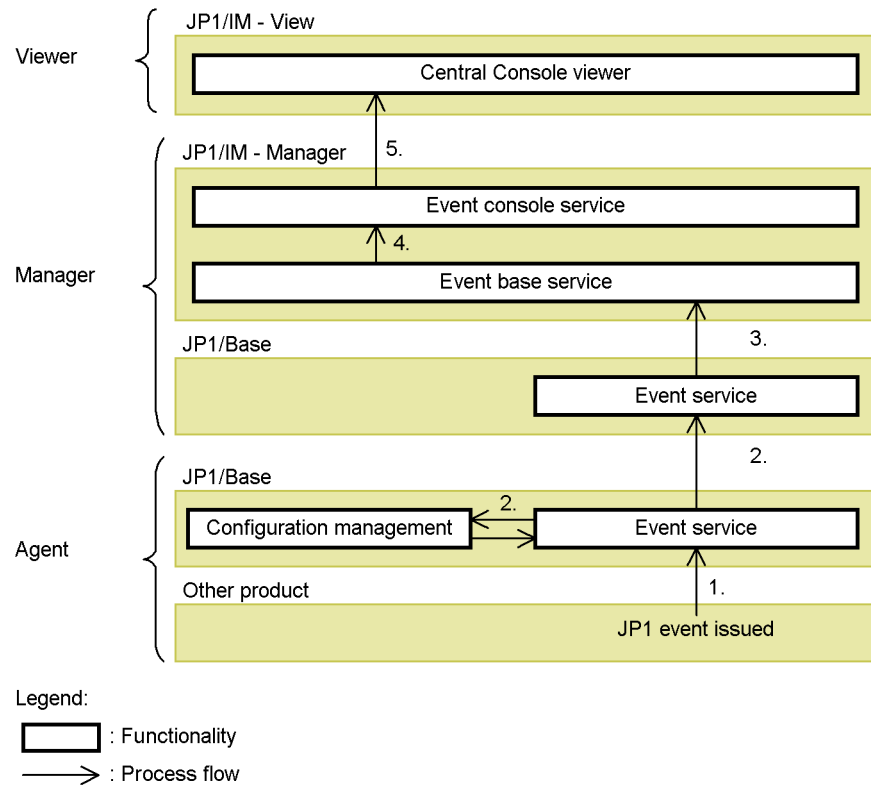 JP1/IM - View
Viewer
Central Console viewer
5.
JP1/IM - Manager
Event console service
4.
Manager
Event base service
3.
JP1/Base
Event service
2.
JP1/Base
2.
Configuration management
Event service
Agent
1.
Other product
JP1 event issued
Legend:
: Functionality
: Process flow